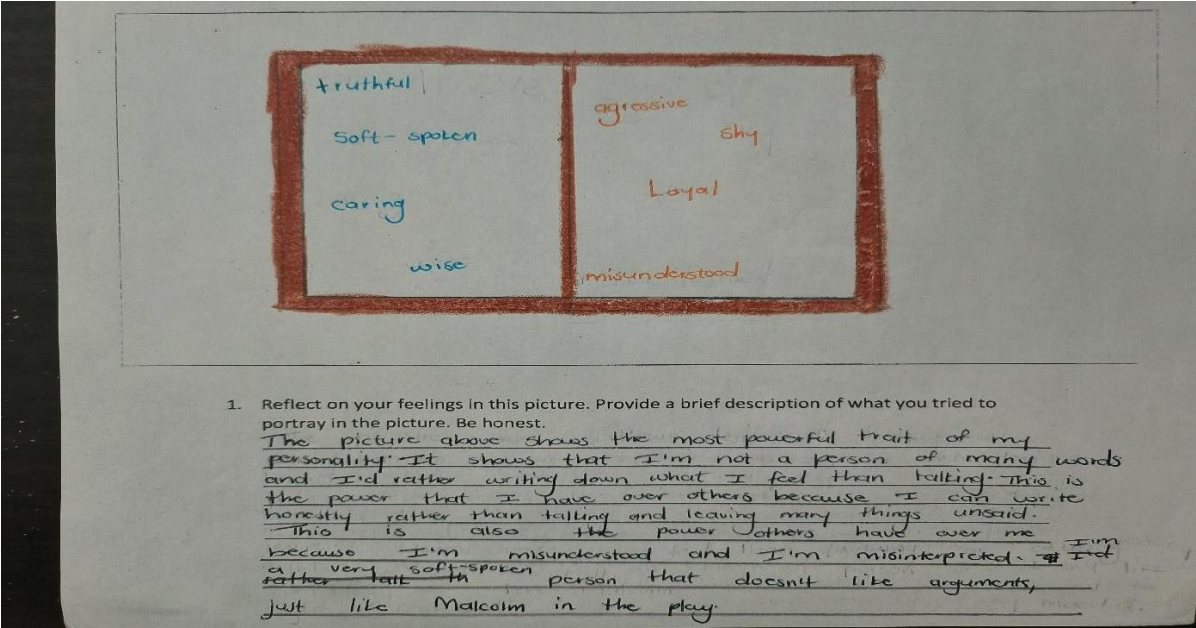 truthful
agressive
soft- spoken
shy
Loyal
caring
wise
misunderstood
1. Reflect on your feelings in this picture. Provide a brief description of what you tried to
portray in the picture. Be honest.
The picture above shows the most powerful trait of my
personality. It shows that I'm not a person of many words
and I'd rather writing down what I feel than talking. This is
the power that I have over others because I can write
honestly rather than talking and leaving many things unsaid.
This is also the power others have over me
because I'm misunderstood and I'm misinterpreted. I'd I'm
a very soft-spoken
rather talk person that doesn't like arguments,
just like Malcolm in the play.